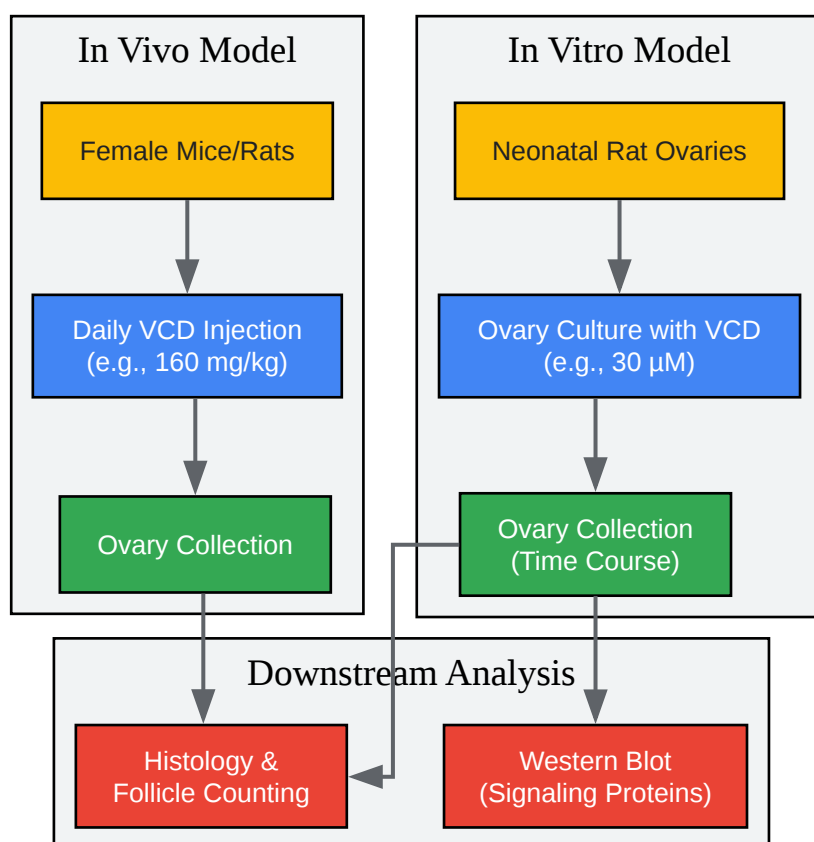 In Vivo Model
Female Mice/Rats
Daily VCD Injection
(e.g., 160 mg/kg)
Ovary Collection
In Vitro Model
Neonatal Rat Ovaries
Ovary Culture with VCD
(e.g., 30 µM)
Ovary Collection
(Time Course)
Downstream Analysis
Histology &
Follicle Counting
Western Blot
(Signaling Proteins)